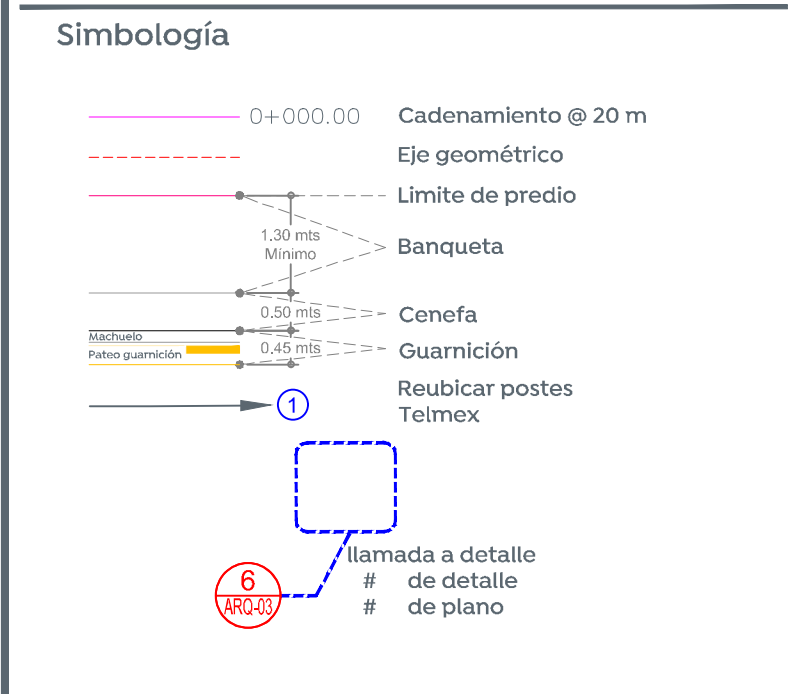 Simbología
0+000.00 Cadenamiento @ 20 m
Eje geométrico
Limite de predio
1.30 mts
Mínimo
Banqueta
0.50 mts Cenefa
Machuelo
Pateo guarnición 0.45 mts Guarnición
Reubicar postes
1
Telmex
llamada a detalle
6 # de detalle
ARQ-03 # de plano